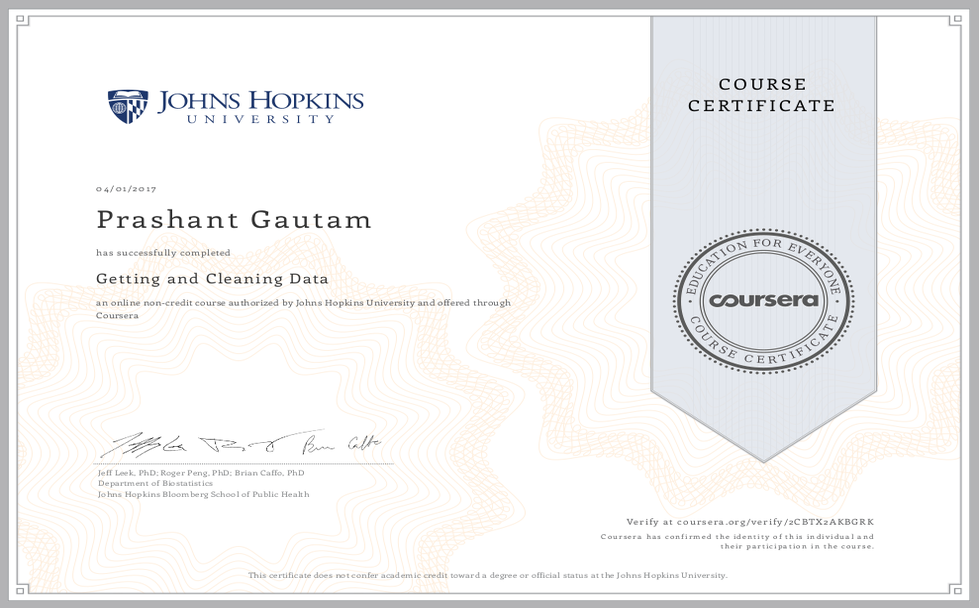 JOHNS HOPKINS
UNIVERSITY
COURSE
CERTIFICATE
04/01/2017
Prashant Gautam
has successfully completed
Getting and Cleaning Data
an online non-credit course authorized by Johns Hopkins University and offered through
Coursera
EDUCATION FOR EVERYONE
coursera
COURSE CERTIFICATE
Jeff Leek, PhD; Roger Peng, PhD; Brian Caffo, PhD
Department of Biostatistics
Johns Hopkins Bloomberg School of Public Health
Verify at coursera.org/verify/2CBTX2AKBGRK
Coursera has confirmed the identity of this individual and
their participation in the course.
This certificate does not confer academic credit toward a degree or official status at the Johns Hopkins University.